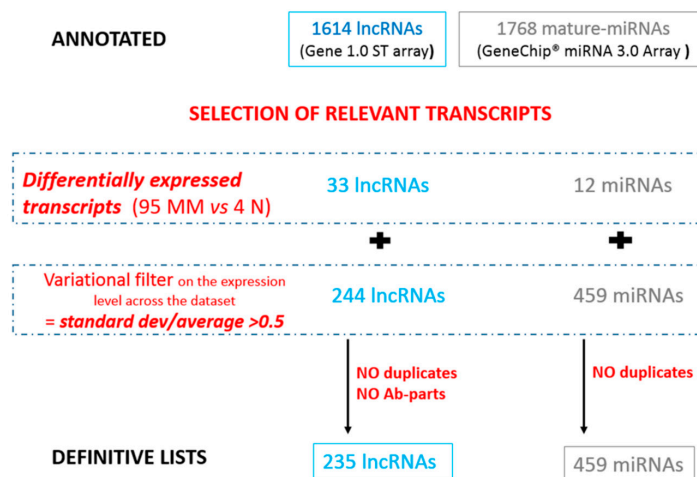 ANNOTATED
1614 lncRNAs
(Gene 1.0 ST array)
1768 mature-miRNAs
(GeneChip® miRNA 3.0 Array )
SELECTION OF RELEVANT TRANSCRIPTS
Differentially expressed
transcripts (95 MM vs 4 N)
33 lncRNAs
12 miRNAs
Variational filter on the expression
level across the dataset
= standard dev/average >0.5
244 lncRNAs
459 miRNAs
NO duplicates
NO Ab-parts
NO duplicates
DEFINITIVE LISTS
235 lncRNAs
459 miRNAs